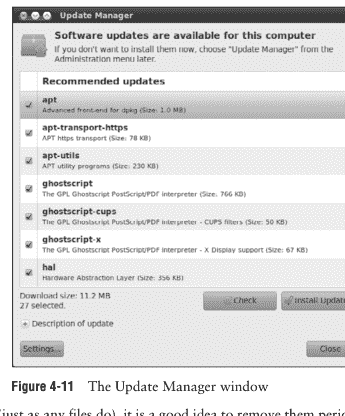 Update Manager
Software updates are available for this computer
If you don't want to install them now, choose "Update Manager" from the
Administration menu later.
Recommended updates
apt
Advanced front-end for dpkg (Size: 1.0 MB)
apt-transport-https
APT https transport (Size: 78 KB)
apt-utils
APT utility programs (Size: 230 KB)
ghostscript
The GPL Ghostscript PostScript/PDF interpreter (Size: 766 KB)
ghostscript-cups
The GPL Ghostscript PostScript/PDF interpreter - CUPS filters (Size: 50 KB)
ghostscript-x
The GPL Ghostscript PostScript/PDF interpreter - X Display support (Size: 67 KB)
hal
Hardware Abstraction Layer (Size: 356 KB)
Download size: 11.2 MB
27 selected.
Check
Install Updat
Description of update
Settings...
Close
Figure 4-11 The Update Manager window
(just as any files do), it is a good idea to remove them peri